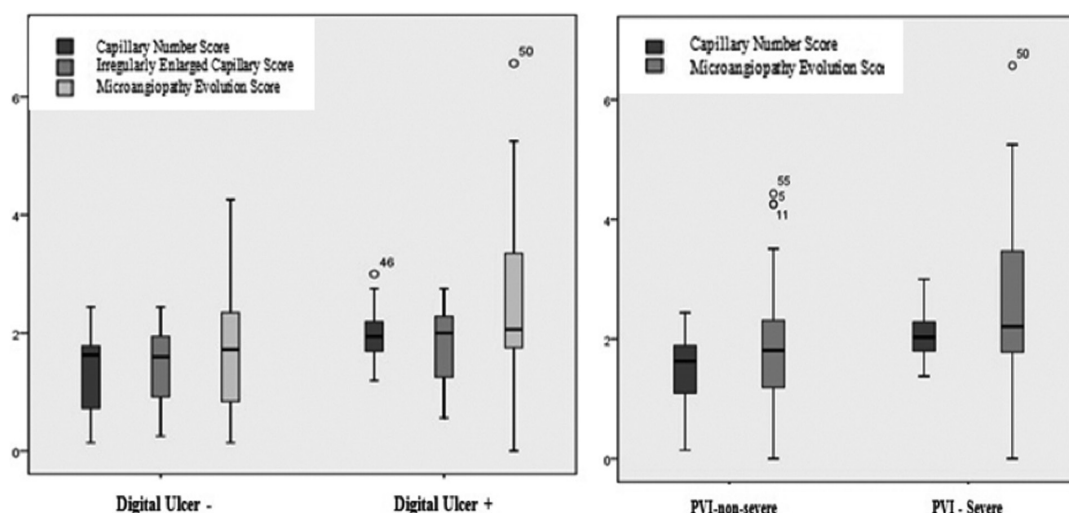 Capillary Number Score
Irregularly Enlarged Capillary Score
Microangiopathy Evolution Score
50
6
4
46
2
0
Digital Ulcer -
Digital Ulcer +
Capillary Number Score
Microangiopathy Evolution Scor
50
6
55
5
11
4
2
0
PVI-non-severe
PVI - Severe